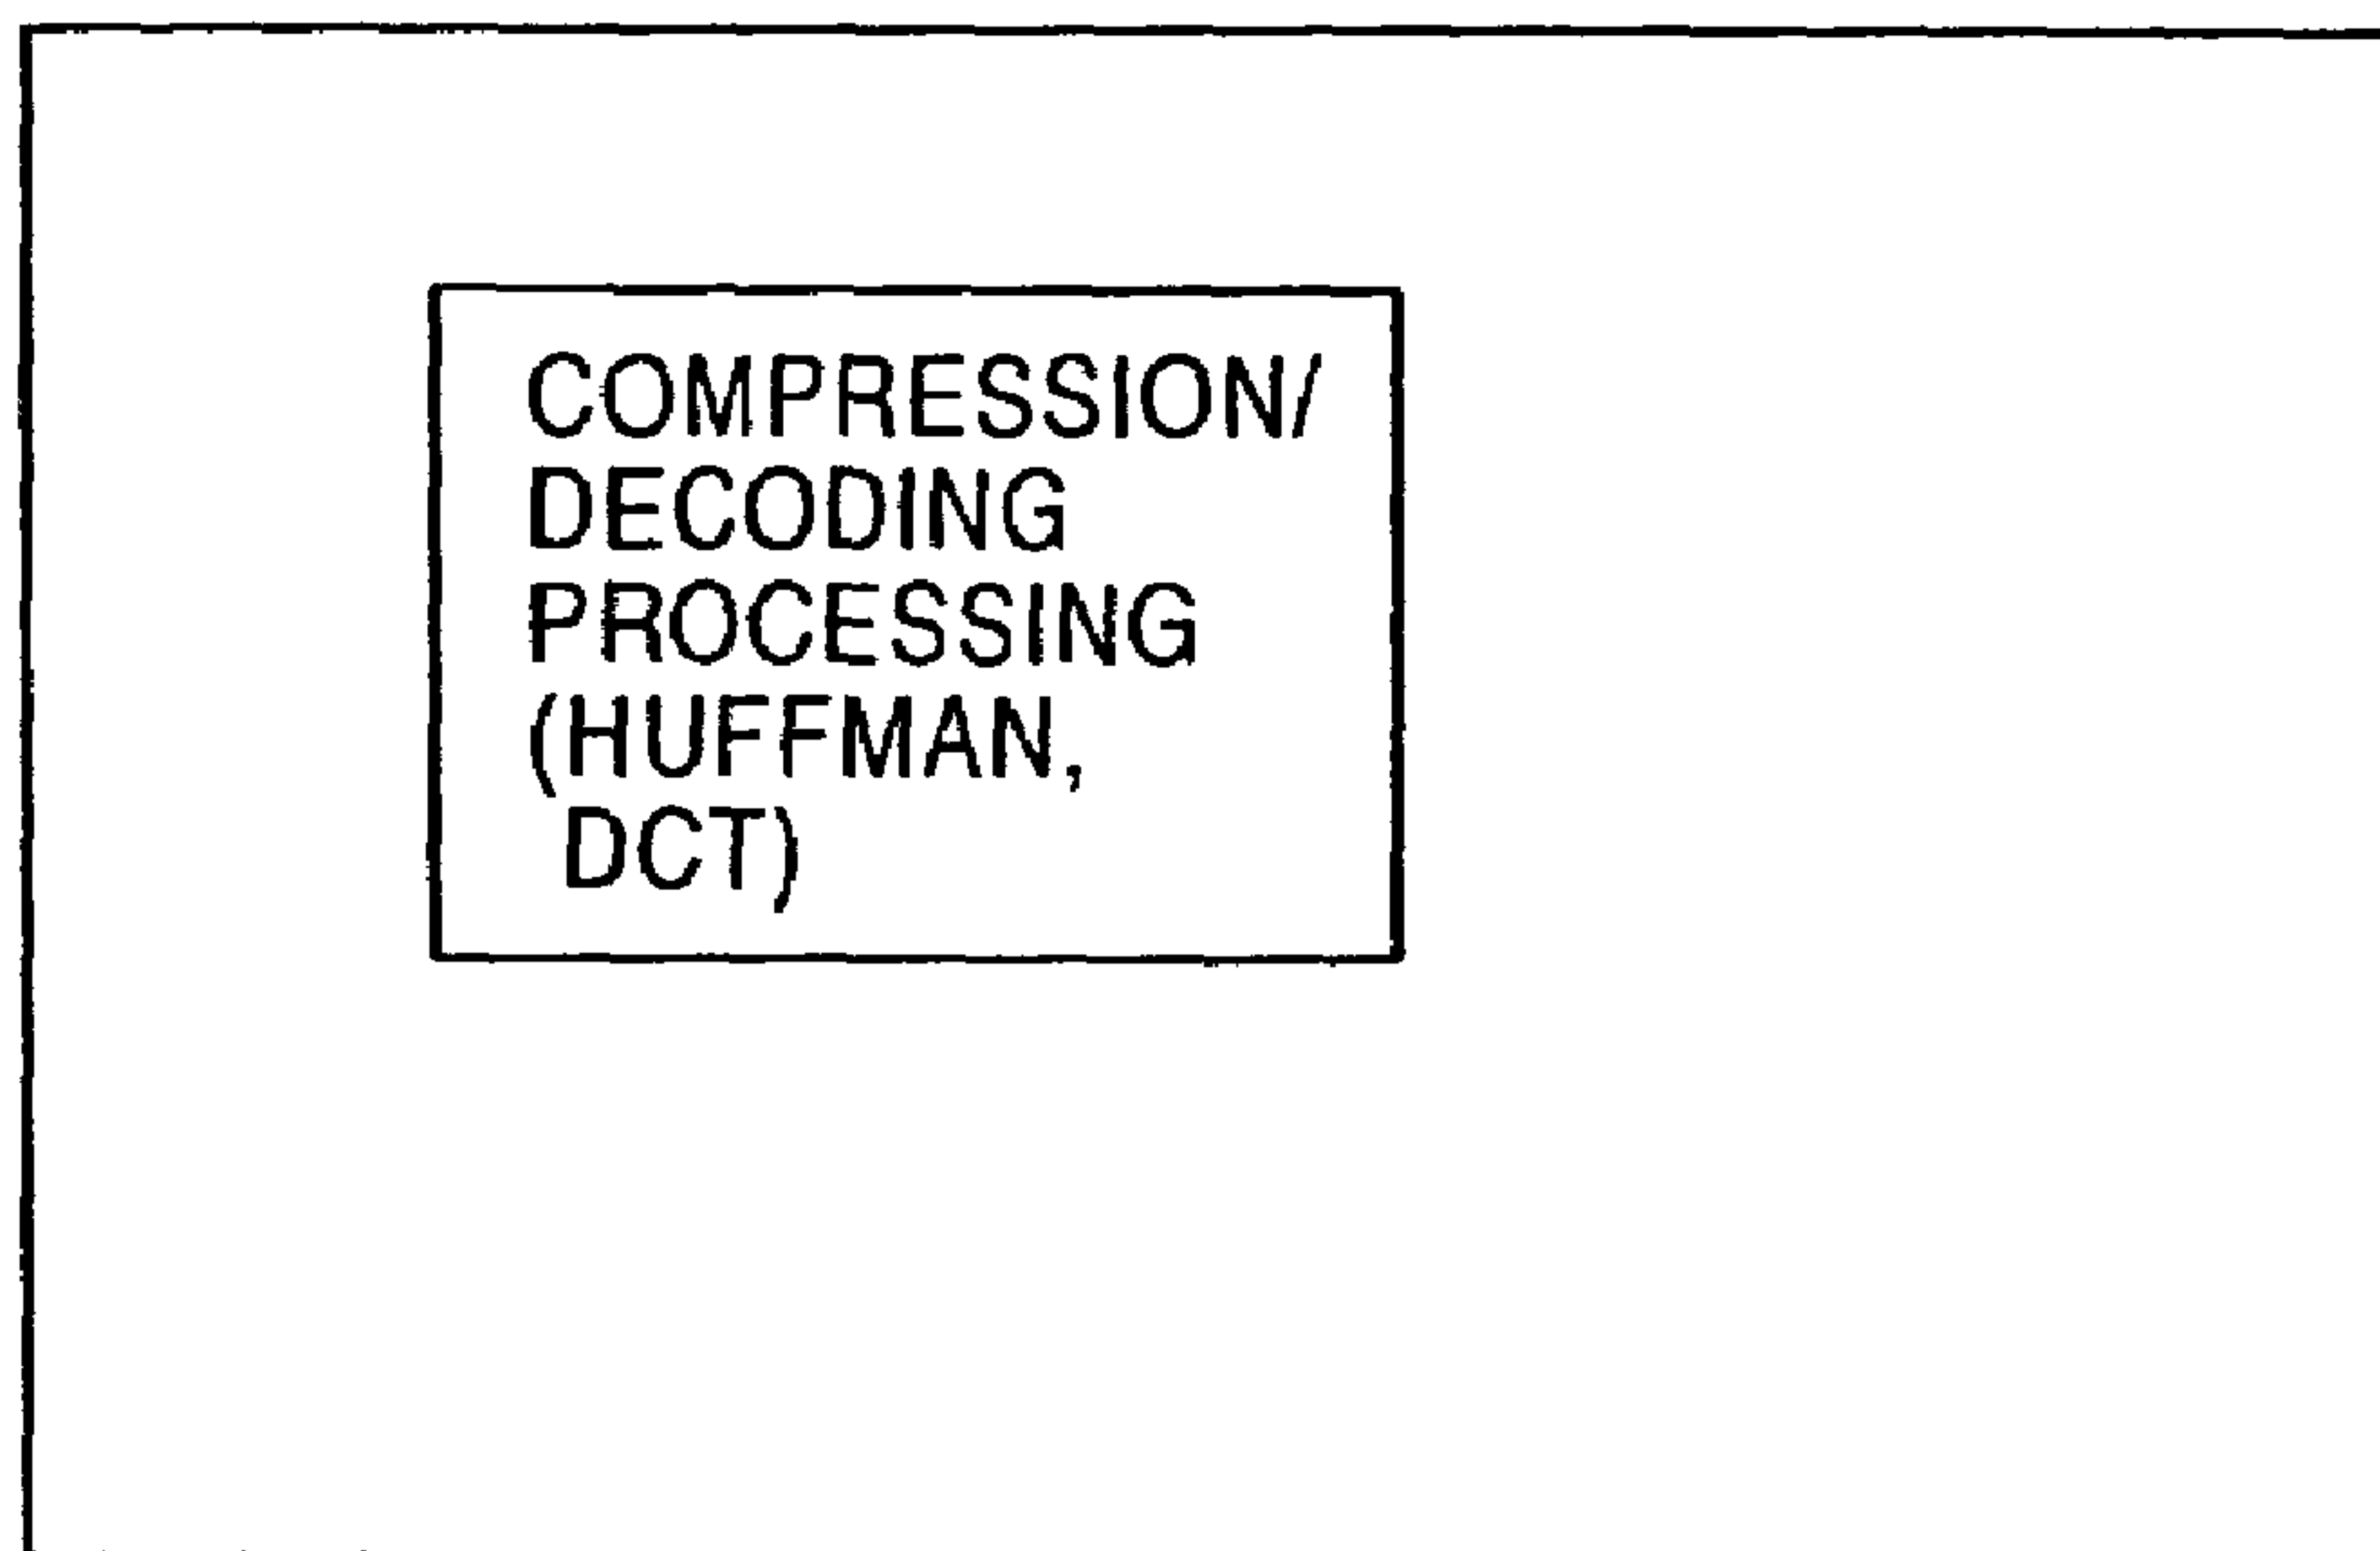 COMPRESSION/
DECODING
PROCESSING
(HUFFMAN,
DCT)